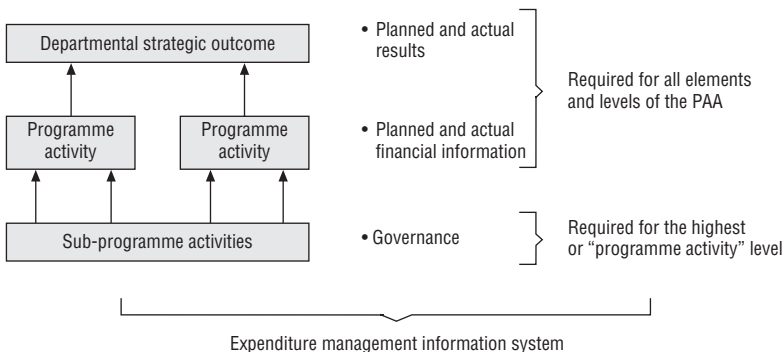 Departmental strategic outcome
• Planned and actual
results
Required for all elements
and levels of the PAA
Programme
activity
Programme
activity
• Planned and actual
financial information
Sub-programme activities
• Governance
Required for the highest
or “programme activity” level
Expenditure management information system